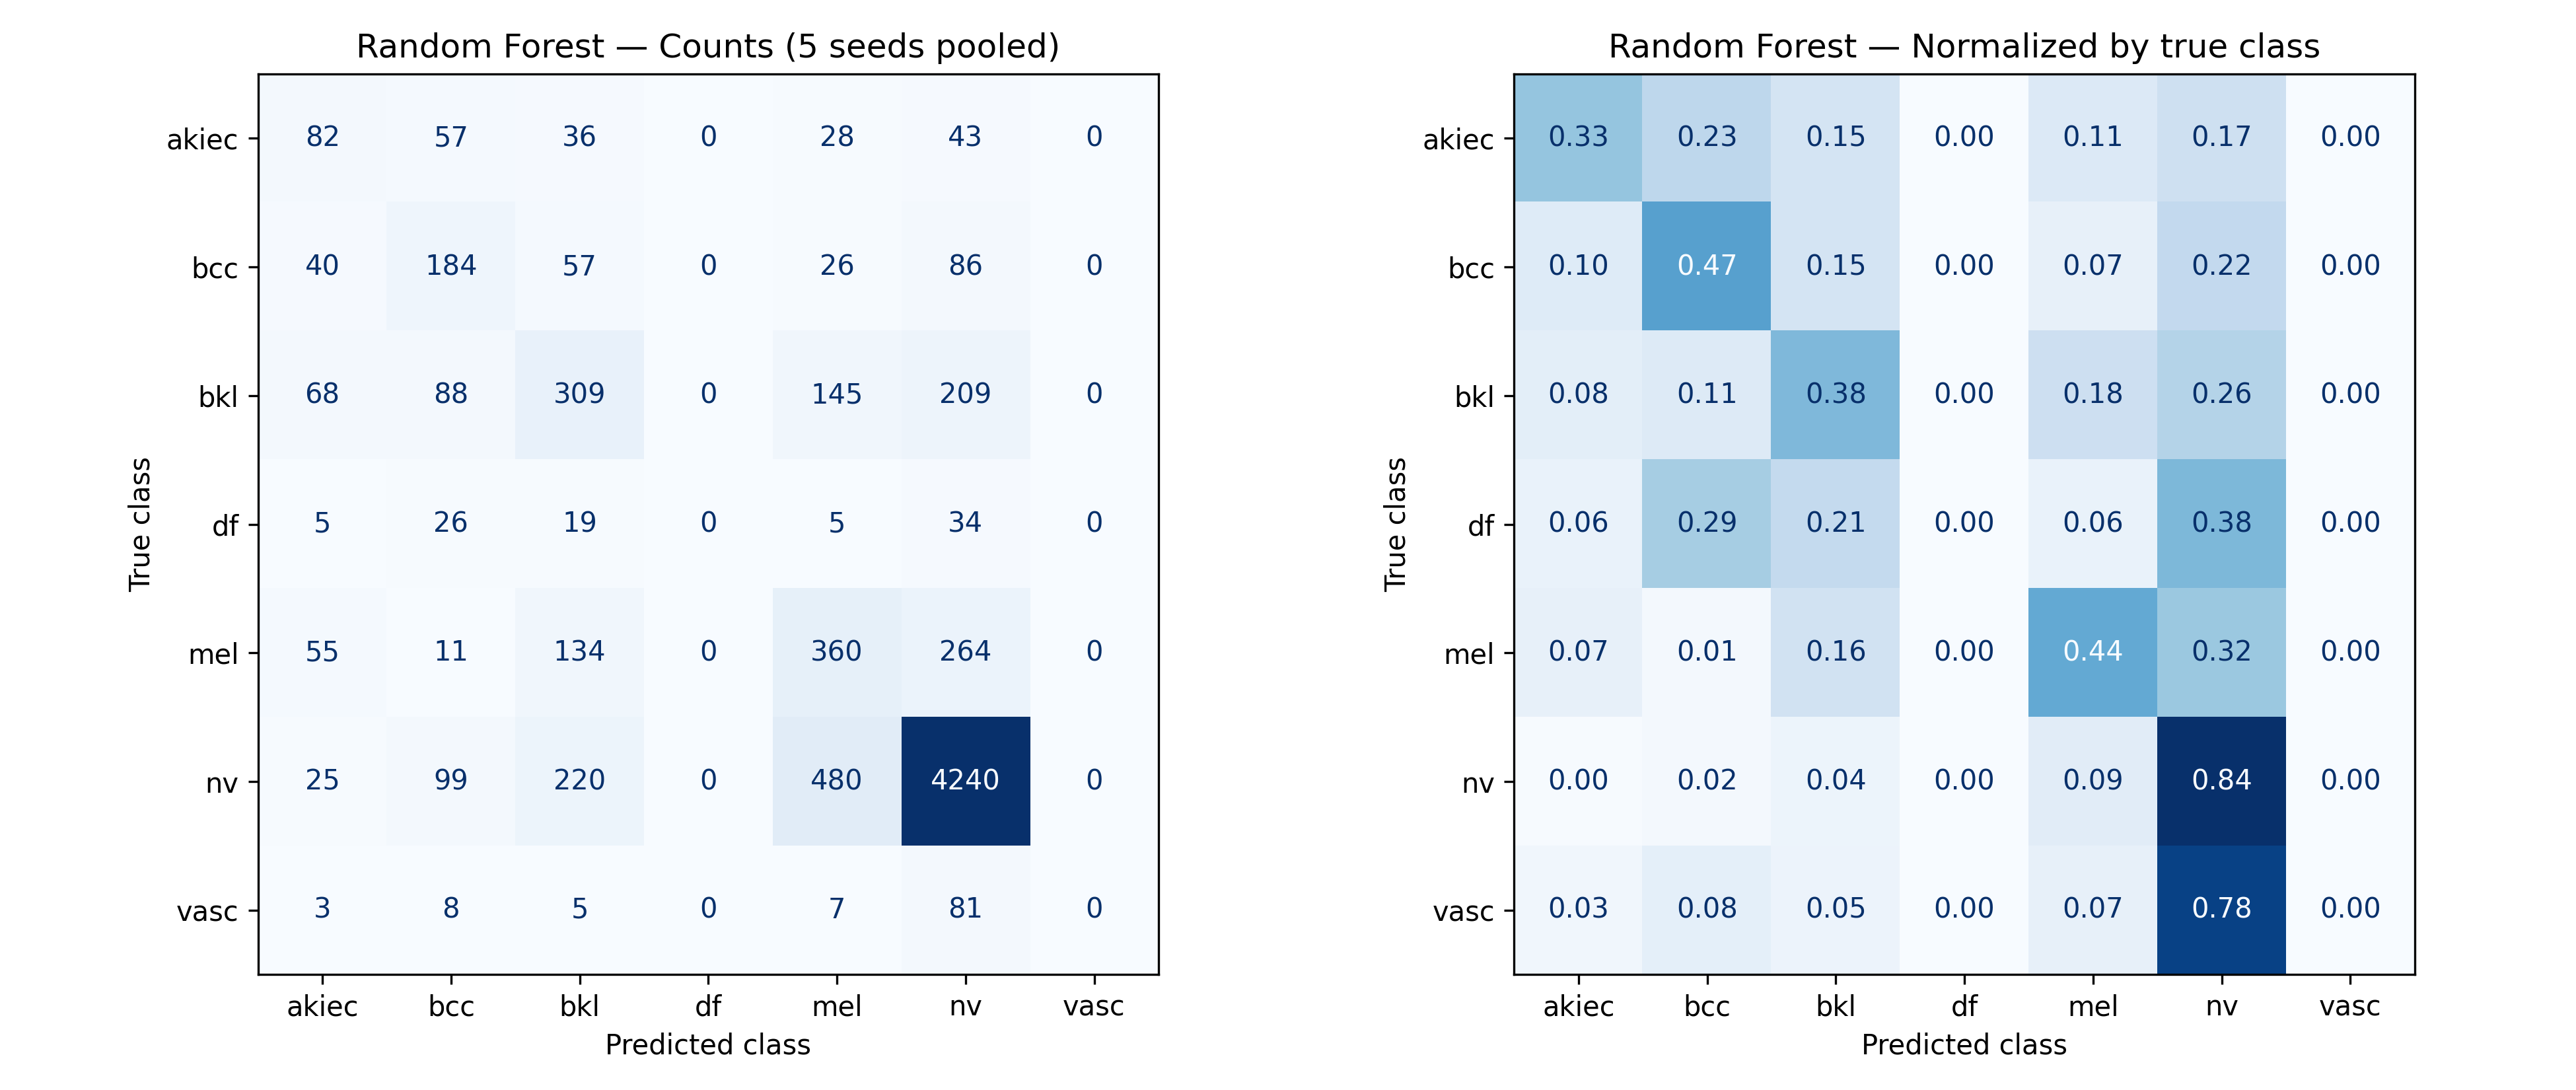 Random Forest — Counts (5 seeds pooled)
akiec 82 57 36 0 28 43 0
bcc 40 184 57 0 26 86 0
bkl 68 88 309 0 145 209 0
df 5 26 19 0 5 34 0
mel 55 11 134 0 360 264 0
nv 25 99 220 0 480 4240 0
vasc 3 8 5 0 7 81 0
True class
akiec bcc bkl df mel nv vasc
Predicted class
Random Forest — Normalized by true class
akiec 0.33 0.23 0.15 0.00 0.11 0.17 0.00
bcc 0.10 0.47 0.15 0.00 0.07 0.22 0.00
bkl 0.08 0.11 0.38 0.00 0.18 0.26 0.00
df 0.06 0.29 0.21 0.00 0.06 0.38 0.00
mel 0.07 0.01 0.16 0.00 0.44 0.32 0.00
nv 0.00 0.02 0.04 0.00 0.09 0.84 0.00
vasc 0.03 0.08 0.05 0.00 0.07 0.78 0.00
True class
akiec bcc bkl df mel nv vasc
Predicted class